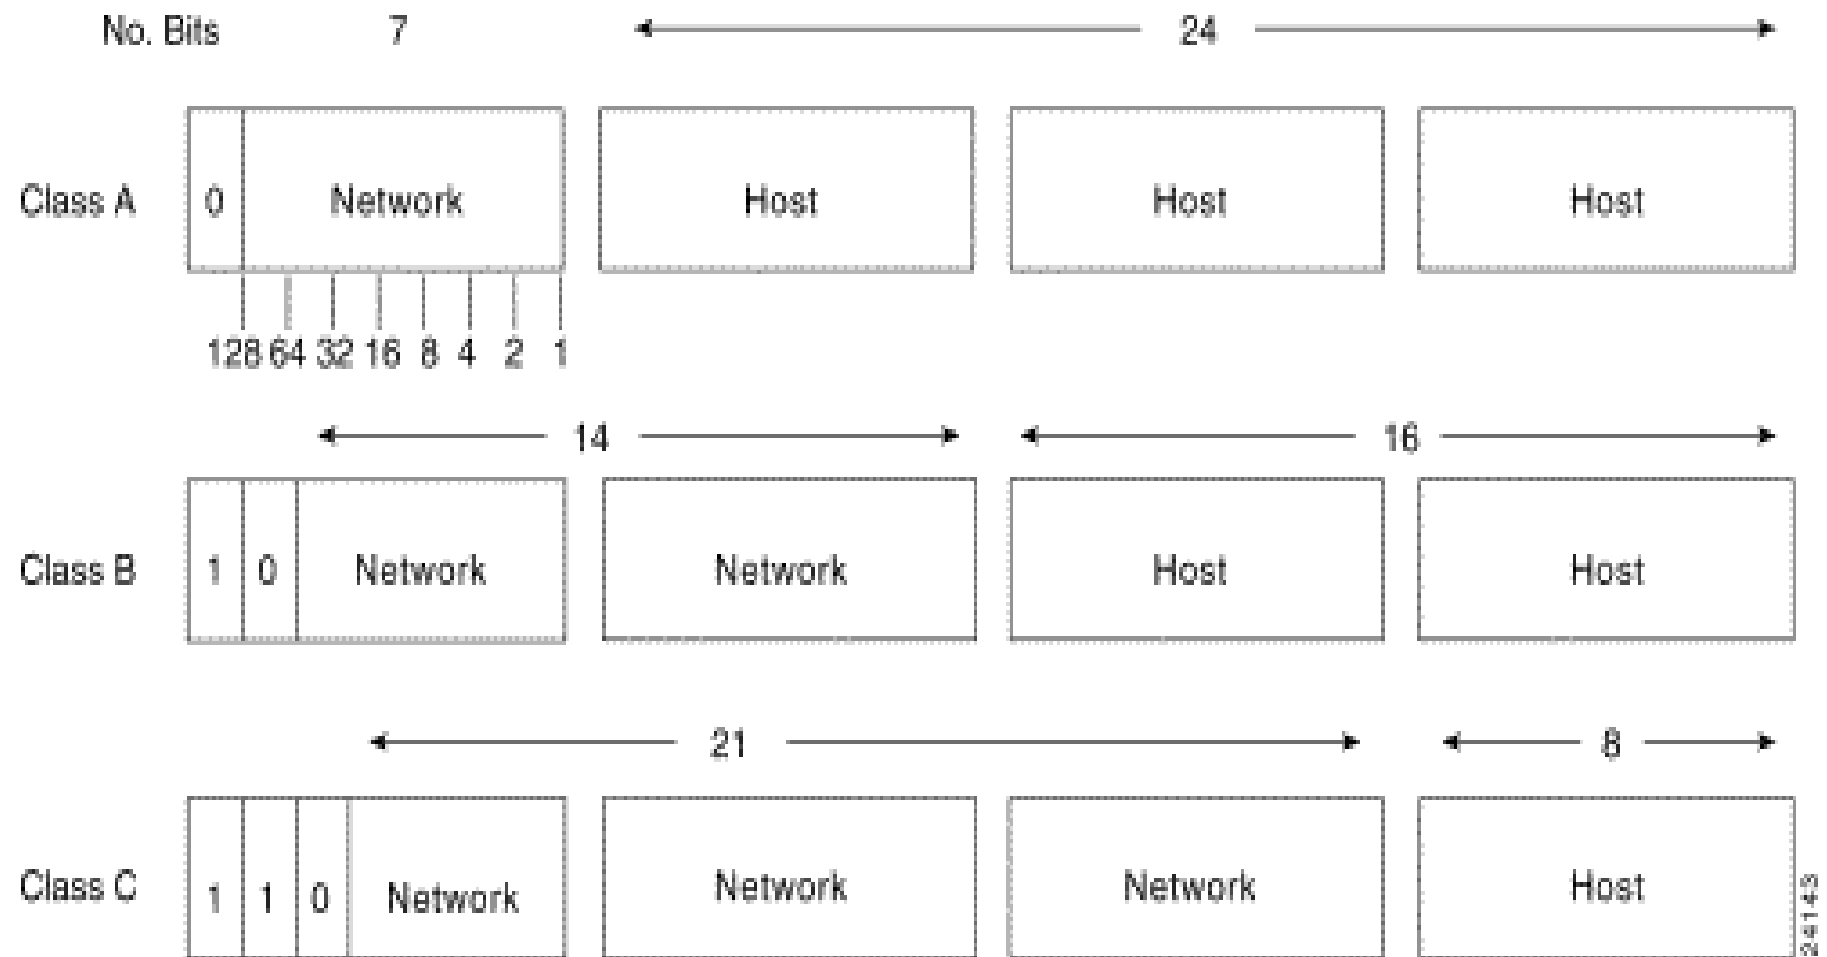 No. Bits 7 24
Class A 0 Network Host Host Host
128 64 32 16 8 4 2 1
14 16
Class B 1 0 Network Network Host Host
21 8
Class C 1 1 0 Network Network Network Host